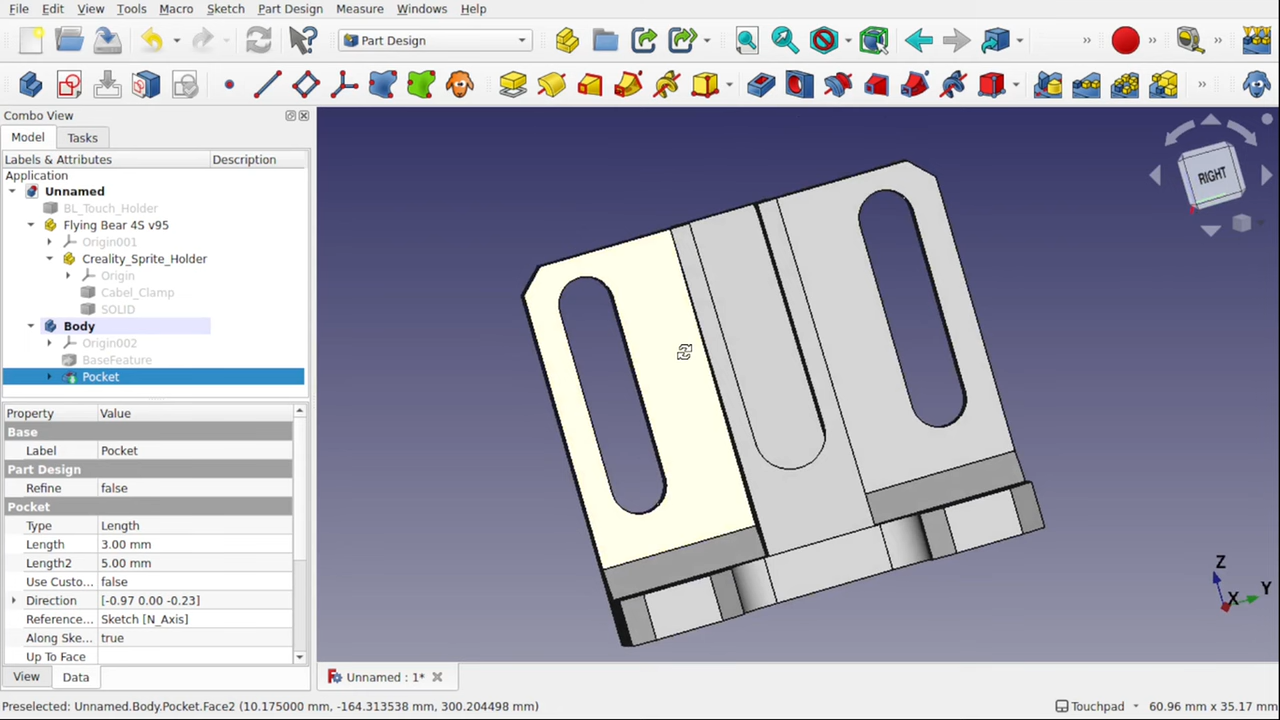 File Edit View Tools Macro Sketch Part Design Measure Windows Help
Part Design
Combo View
Model Tasks
Labels & Attributes Description
Application
Unnamed
BL_Touch_Holder
Flying Bear 4S v95
Origin001
Creality_Sprite_Holder
Origin
Cabel_Clamp
SOLID
Body
Origin002
BaseFeature
Pocket
Property Value
Base
Label Pocket
Part Design
Refine false
Pocket
Type Length
Length 3.00 mm
Length2 5.00 mm
Use Custo... false
Direction [-0.97 0.00 -0.23]
Reference... Sketch [N_Axis]
Along Ske... true
Up To Face
View Data
RIGHT
Z
Y
X
Unnamed : 1*
Preselected: Unnamed.Body.Pocket.Face2 (10.175000 mm, -164.313538 mm, 300.204498 mm)
Touchpad 60.96 mm x 35.17 mm